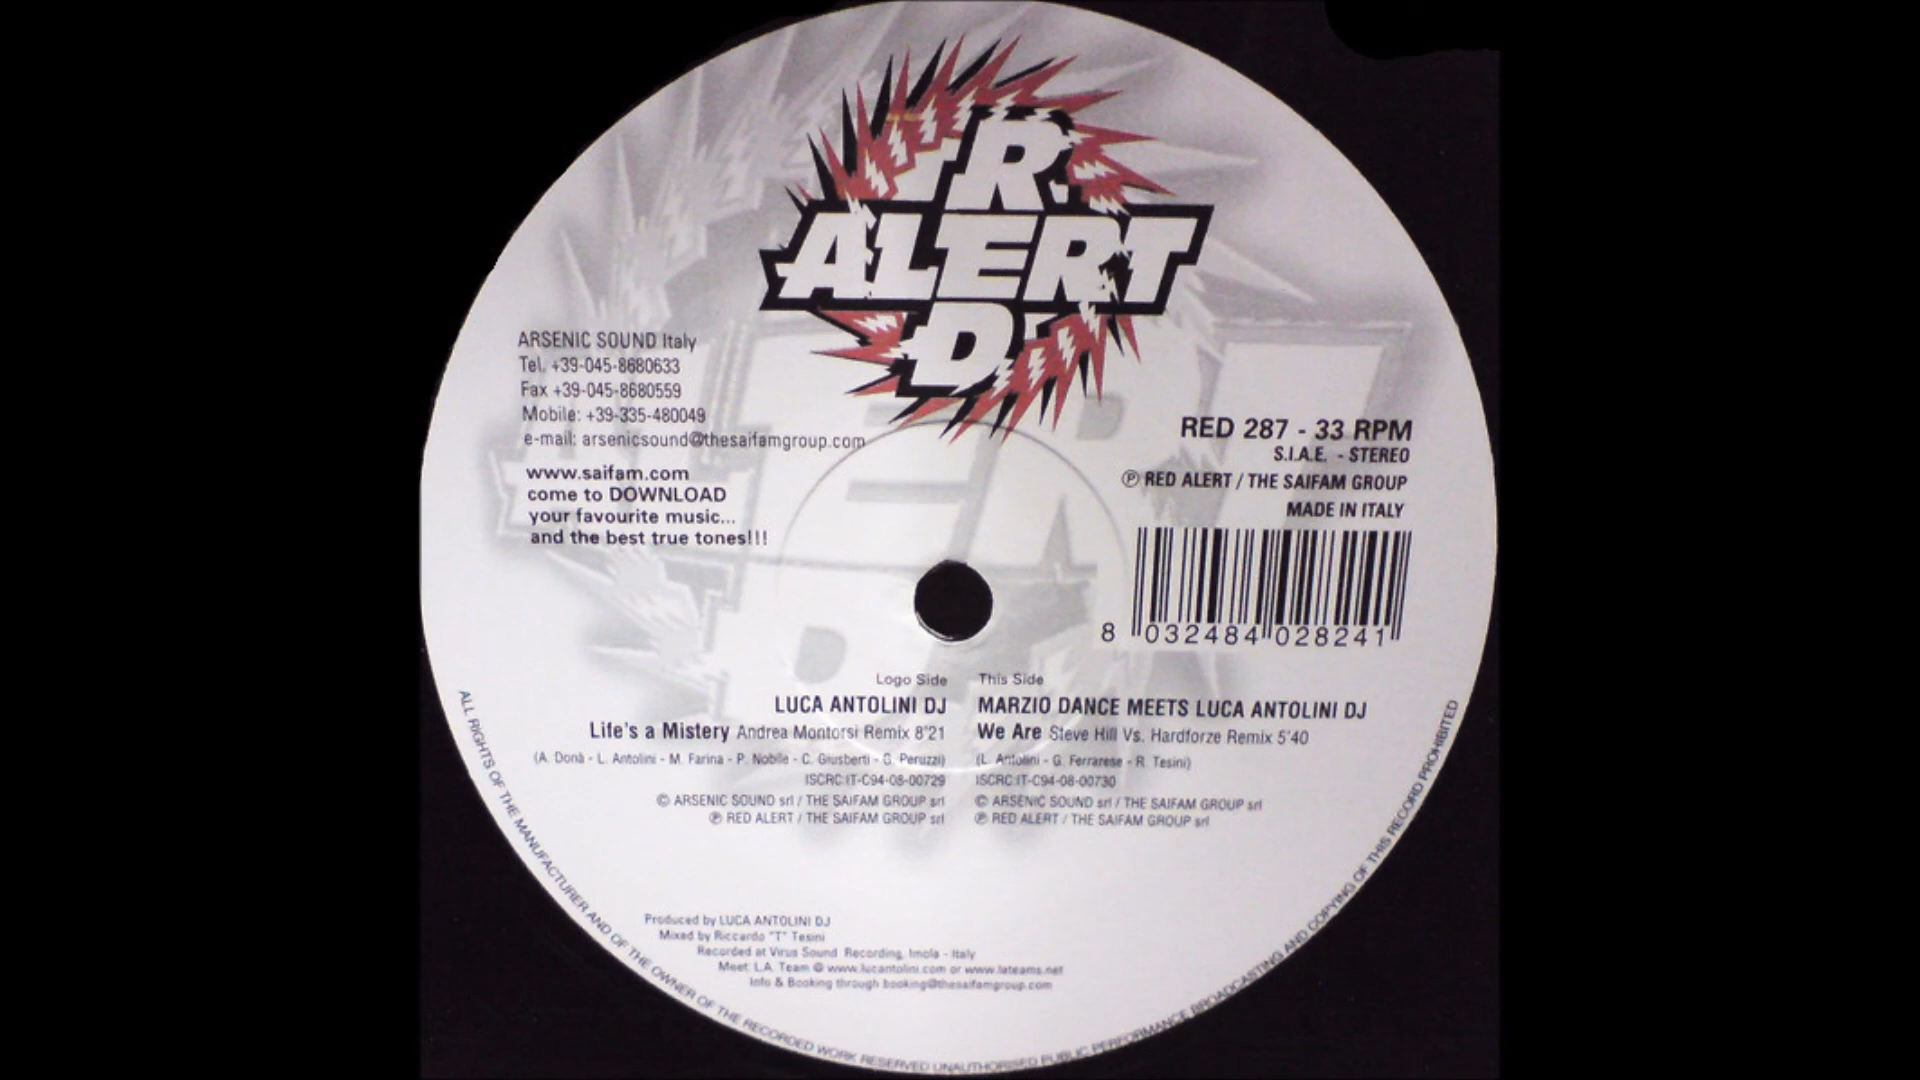 R.
ALERT
D
ARSENIC SOUND Italy
Tel. +39-045-8680633
Fax +39-045-8680559
Mobile: +39-335-480049
e-mail: arsenicsound@thesaifamgroup.com
www.saifam.com
come to DOWNLOAD
your favourite music...
and the best true tones!!!
RED 287 - 33 RPM
S.I.A.E. - STEREO
℗ RED ALERT / THE SAIFAM GROUP
MADE IN ITALY
8 032484 028241
Logo Side
LUCA ANTOLINI DJ
Life's a Mistery Andrea Montorsi Remix 8'21
(A. Donà - L. Antolini - M. Farina - P. Nobile - C. Giusberti - G. Peruzzi)
ISCRC:IT-C94-08-00729
© ARSENIC SOUND srl / THE SAIFAM GROUP srl
℗ RED ALERT / THE SAIFAM GROUP srl
This Side
MARZIO DANCE MEETS LUCA ANTOLINI DJ
We Are Steve Hill Vs. Hardforze Remix 5'40
(L. Antolini - G. Ferrarese - R. Tesini)
ISCRC:IT-C94-08-00730
© ARSENIC SOUND srl / THE SAIFAM GROUP srl
℗ RED ALERT / THE SAIFAM GROUP srl
Produced by LUCA ANTOLINI DJ
Mixed by Riccardo "T" Tesini
Recorded at Virus Sound Recording, Imola - Italy
Meet L.A. Team @ www.lucantolini.com or www.lateams.net
Info & Booking through booking@thesaifamgroup.com
ALL RIGHTS OF THE MANUFACTURER AND OF THE OWNER OF THE RECORDED WORK RESERVED UNAUTHORISED PUBLIC PERFORMANCE BROADCASTING AND COPYING OF THIS RECORD PROHIBITED